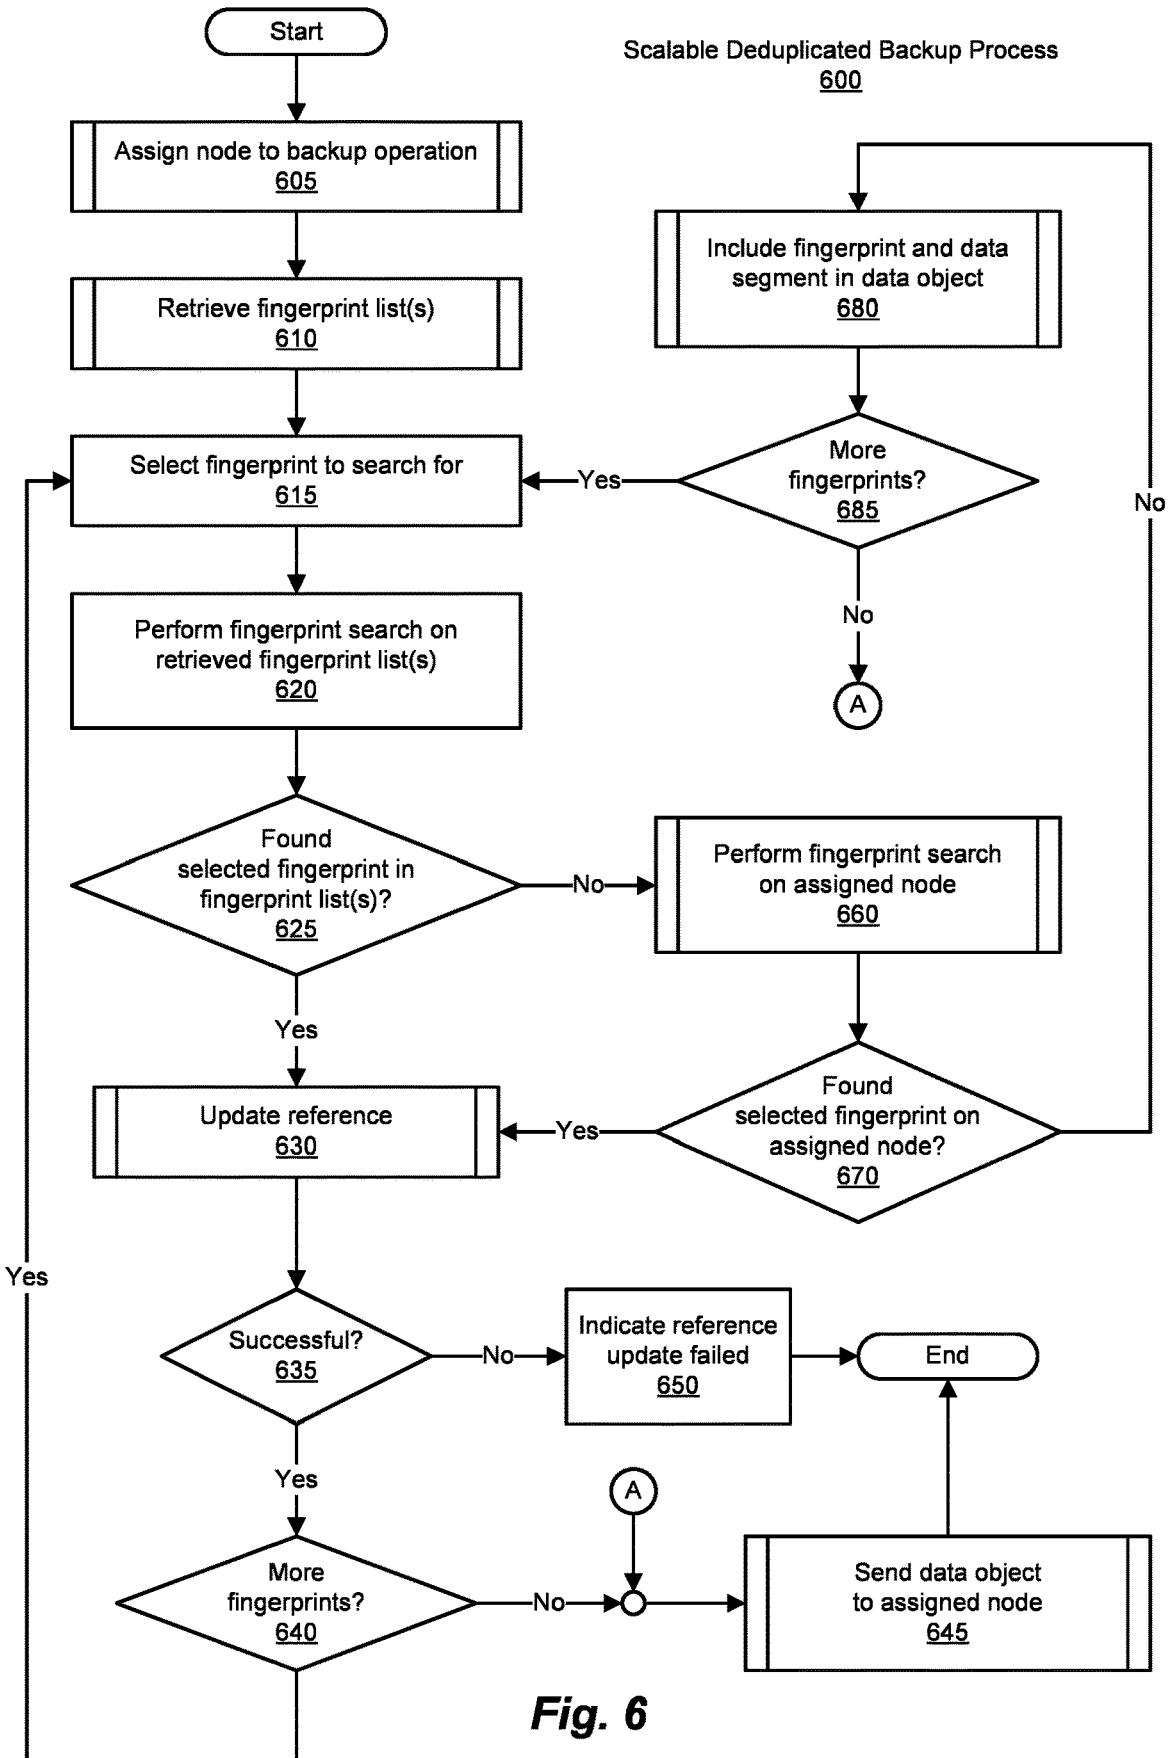 Start
Scalable Deduplicated Backup Process
600
Assign node to backup operation
605
Retrieve fingerprint list(s)
610
Include fingerprint and data
segment in data object
680
Select fingerprint to search for
615
Yes
More
fingerprints?
685
No
No
A
Perform fingerprint search on
retrieved fingerprint list(s)
620
Found
selected fingerprint in
fingerprint list(s)?
625
No
Perform fingerprint search
on assigned node
660
Yes
Update reference
630
Yes
Found
selected fingerprint on
assigned node?
670
Yes
Successful?
635
No
Indicate reference
update failed
650
End
Yes
A
More
fingerprints?
640
No
Send data object
to assigned node
645
Fig. 6